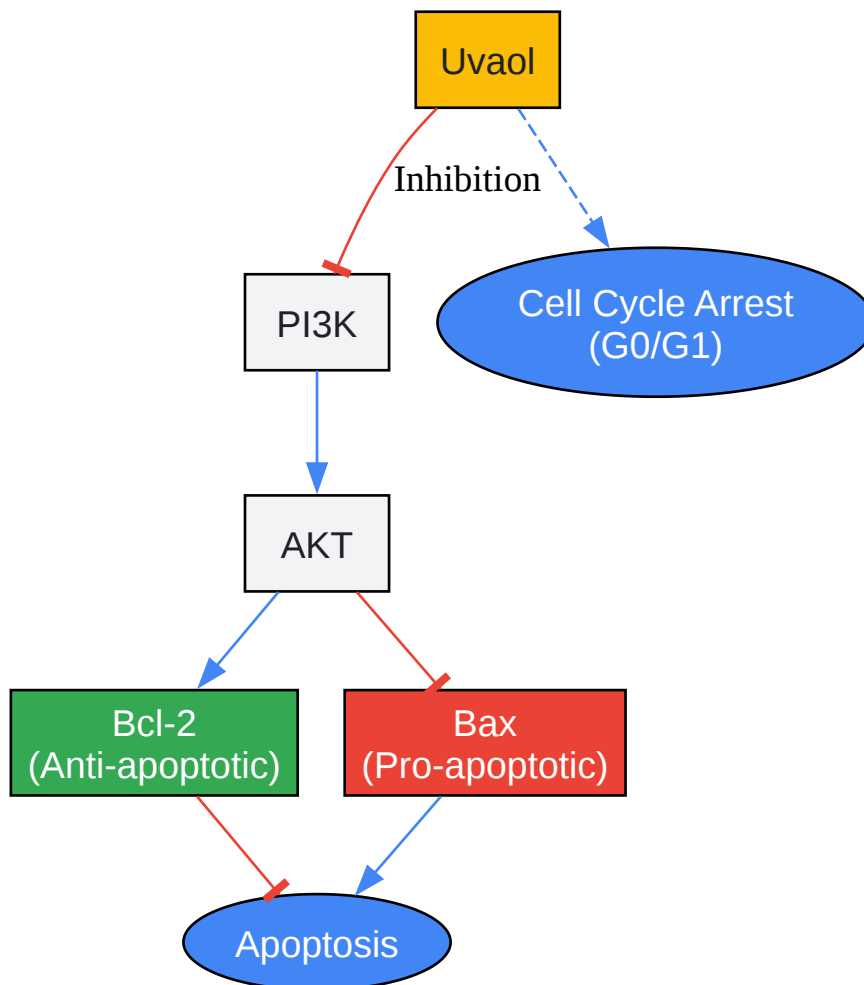 Uvaol
Inhibition
PI3K
Cell Cycle Arrest
(G0/G1)
AKT
Bcl-2
(Anti-apoptotic)
Bax
(Pro-apoptotic)
Apoptosis